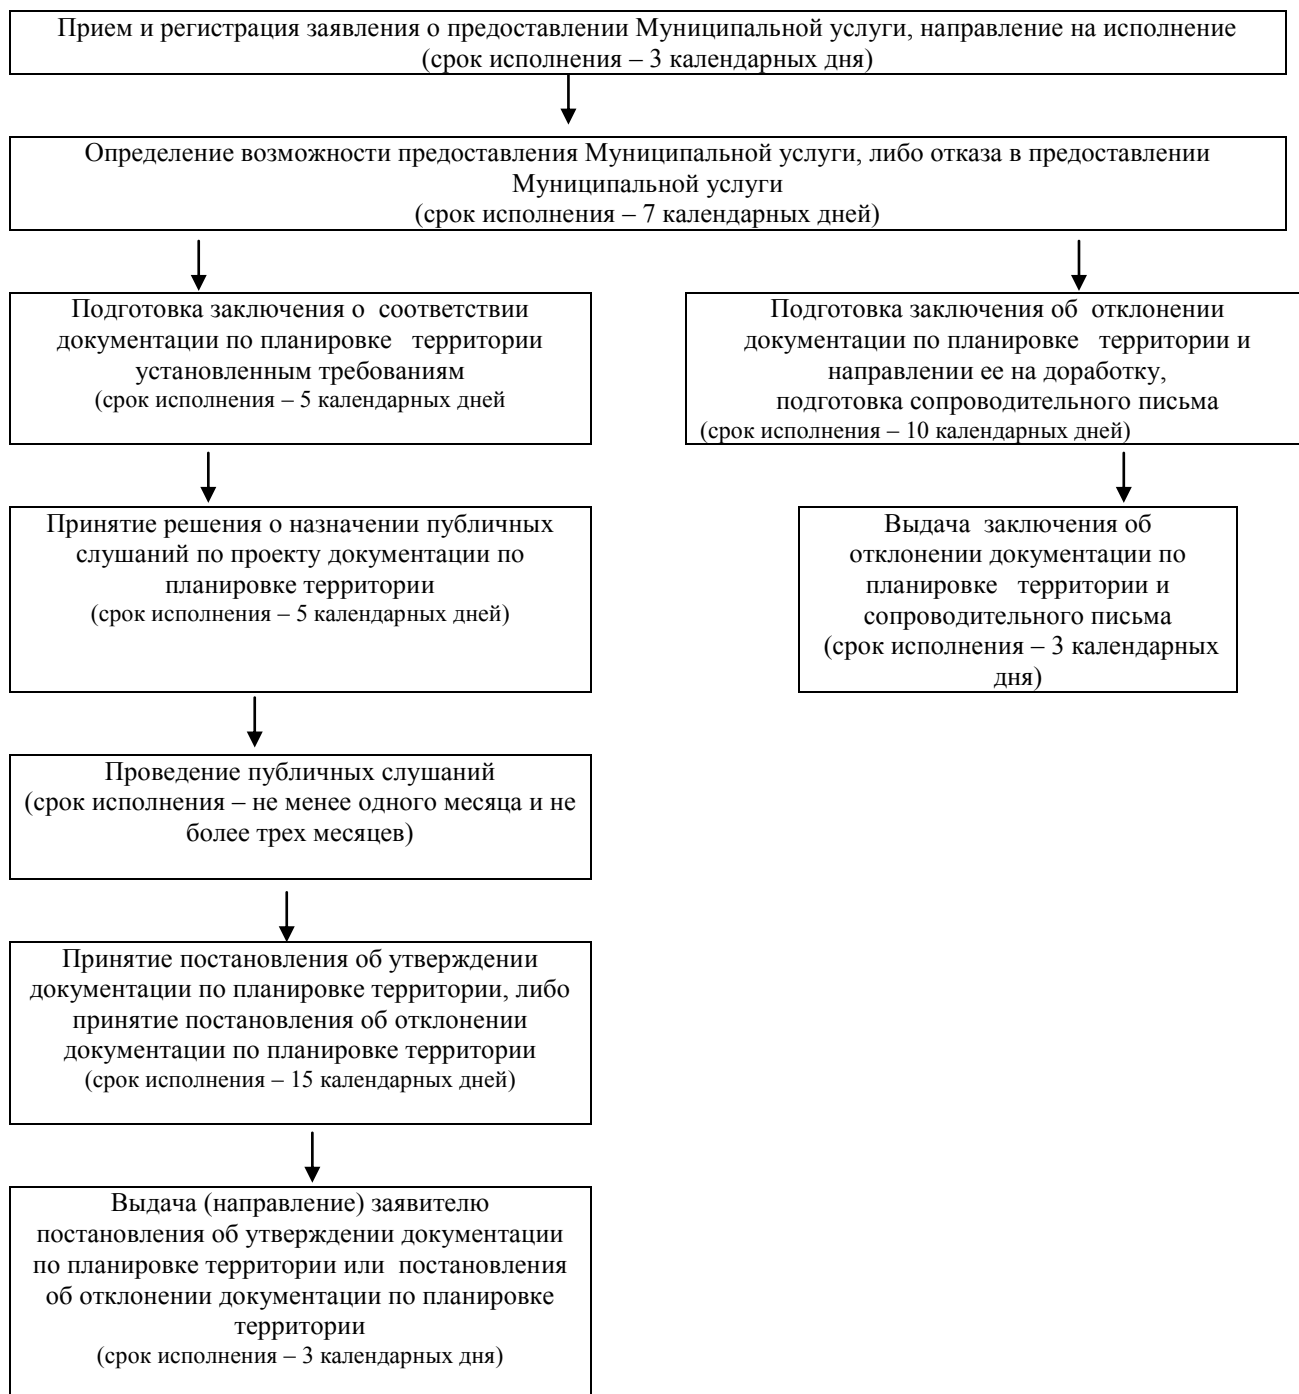 Прием и регистрация заявления о предоставлении Муниципальной услуги, направление на исполнение
(срок исполнения – 3 календарных дня)
Определение возможности предоставления Муниципальной услуги, либо отказа в предоставлении
Муниципальной услуги
(срок исполнения – 7 календарных дней)
Подготовка заключения о соответствии
документации по планировке территории
установленным требованиям
(срок исполнения – 5 календарных дней
Подготовка заключения об отклонении
документации по планировке территории и
направлении ее на доработку,
подготовка сопроводительного письма
(срок исполнения – 10 календарных дней)
Принятие решения о назначении публичных
слушаний по проекту документации по
планировке территории
(срок исполнения – 5 календарных дней)
Выдача заключения об
отклонении документации по
планировке территории и
сопроводительного письма
(срок исполнения – 3 календарных
дня)
Проведение публичных слушаний
(срок исполнения – не менее одного месяца и не
более трех месяцев)
Принятие постановления об утверждении
документации по планировке территории, либо
принятие постановления об отклонении
документации по планировке территории
(срок исполнения – 15 календарных дней)
Выдача (направление) заявителю
постановления об утверждении документации
по планировке территории или постановления
об отклонении документации по планировке
территории
(срок исполнения – 3 календарных дня)